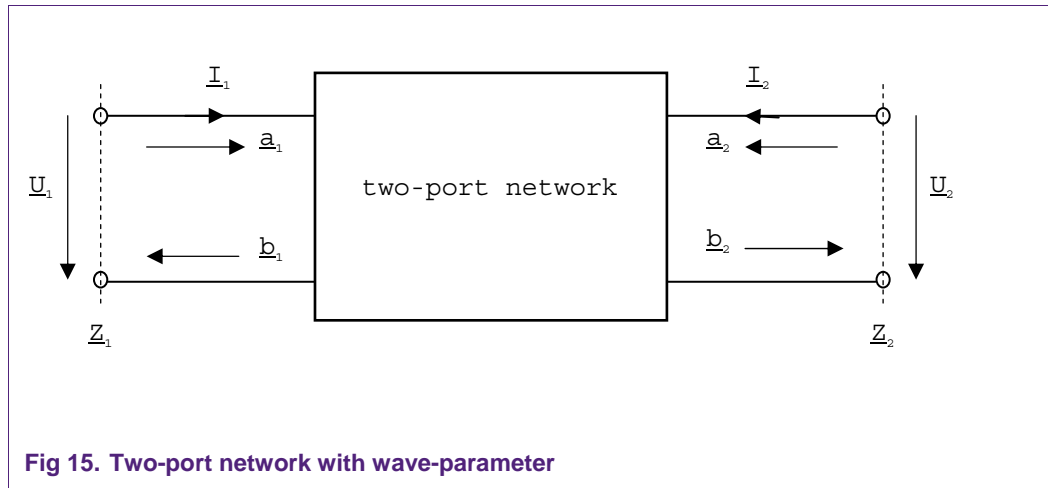 I₁ I₂
a₁ a₂
U₁ two-port network U₂
b₁ b₂
Z₁ Z₂
Fig 15. Two-port network with wave-parameter